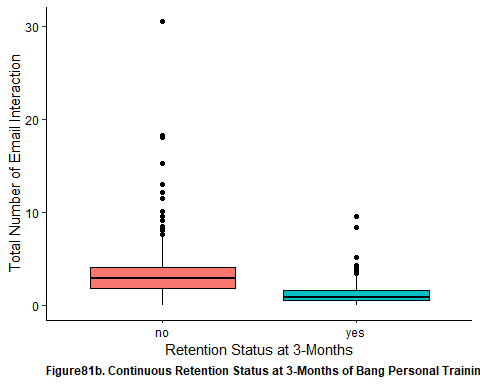 Total Number of Email Interaction
30
20
10
0
no yes
Retention Status at 3-Months
Figure81b. Continuous Retention Status at 3-Months of Bang Personal Trainin